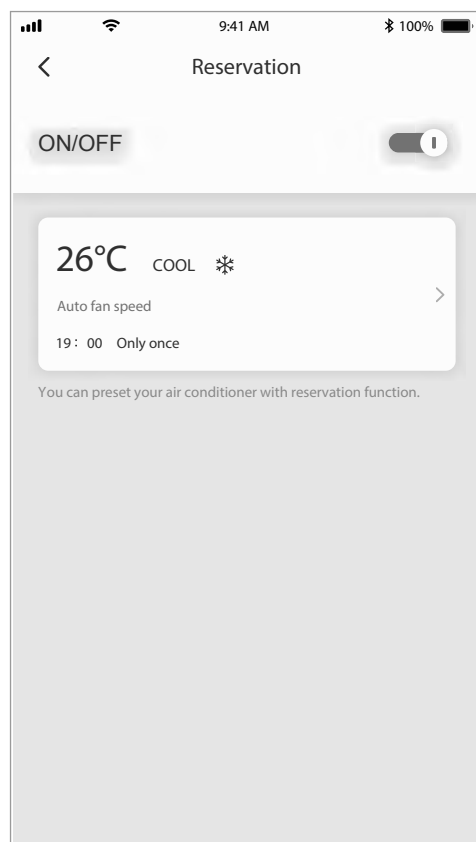 9:41 AM 100%
Reservation
ON/OFF
26°C COOL
Auto fan speed
19：00 Only once
You can preset your air conditioner with reservation function.